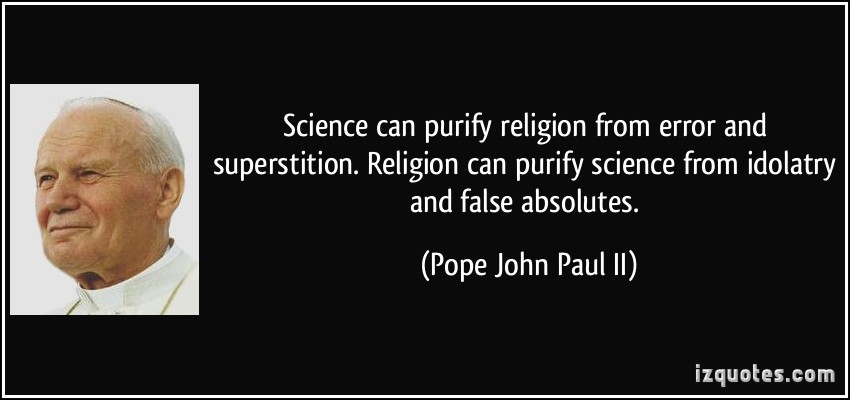 Science can purify religion from error and
superstition. Religion can purify science from idolatry
and false absolutes.
(Pope John Paul II)
izquotes.com